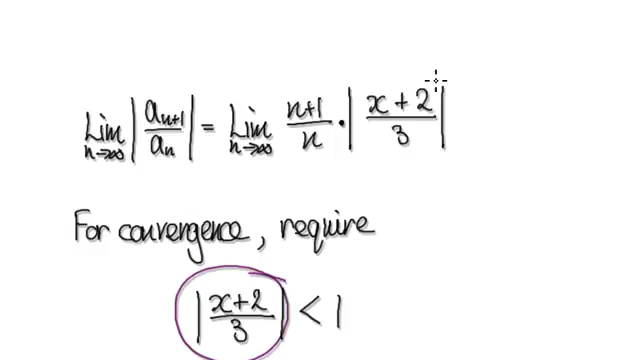 Lim n→∞ | a_{n+1} / a_n | = Lim n→∞ n+1 / n • | x + 2 / 3 |
For convergence, require
| x+2 / 3 | < 1